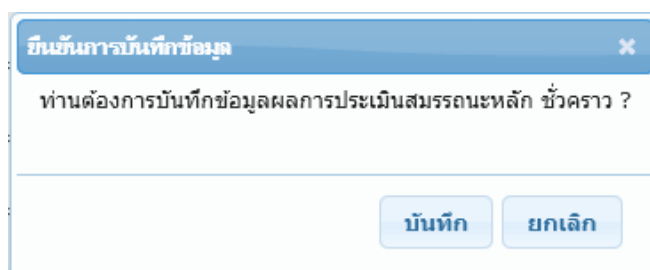 ยืนยันการบันทึกข้อมูล
ท่านต้องการบันทึกข้อมูลผลการประเมินสมรรถนะหลัก ชั่วคราว ?
บันทึก ยกเลิก